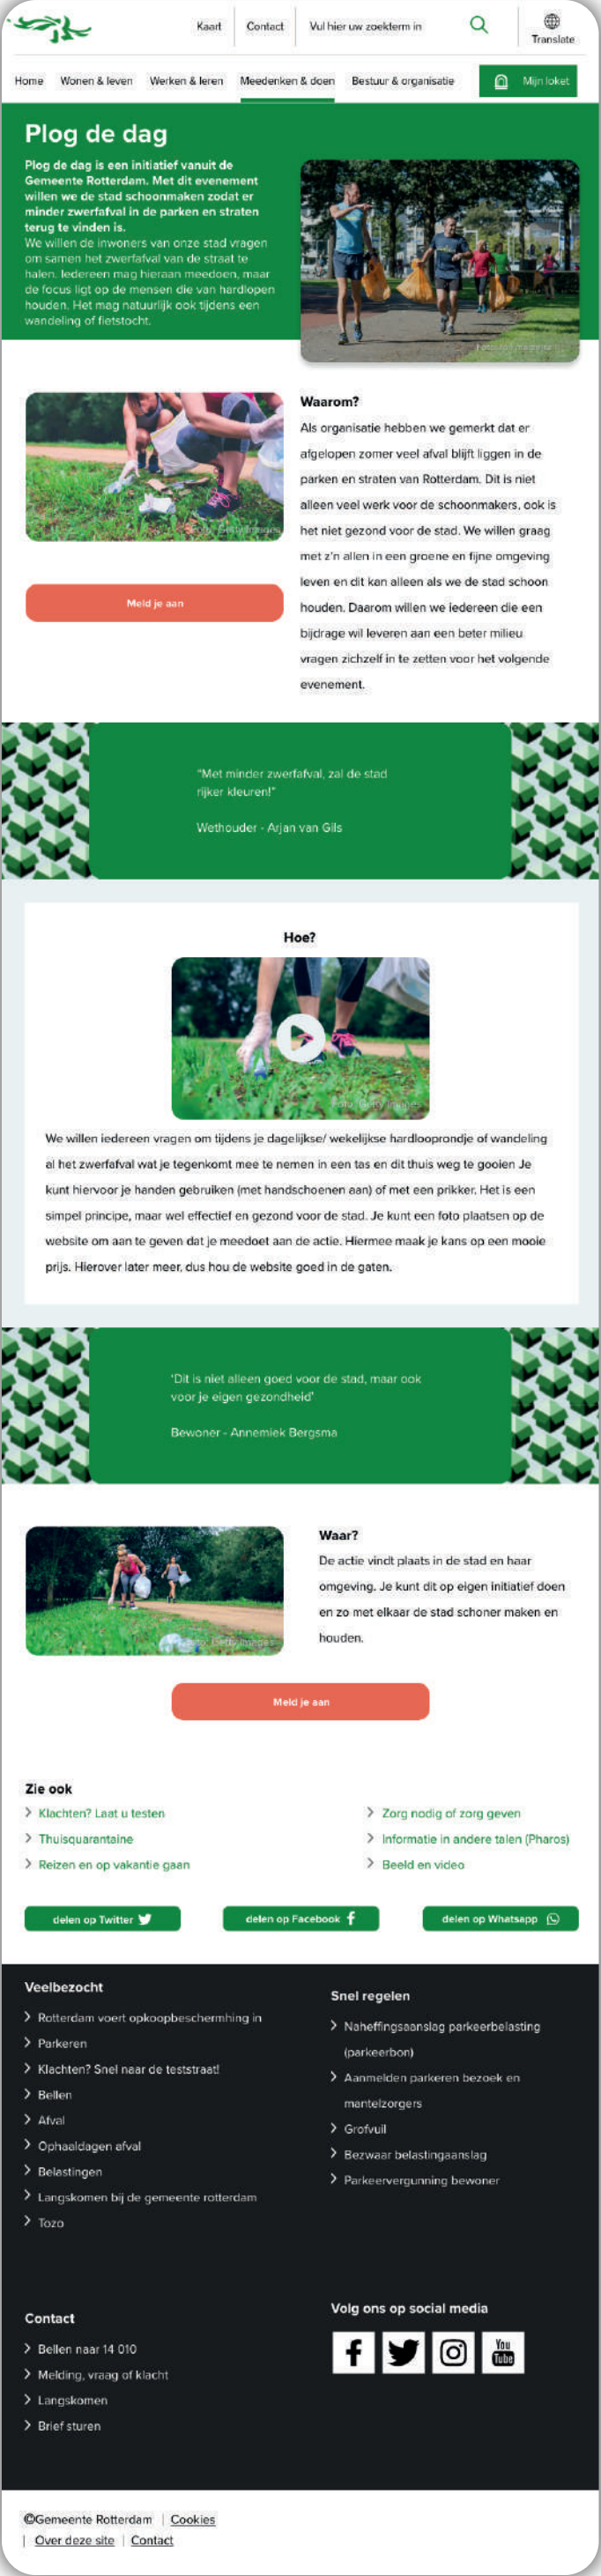 Kaart
Contact
Vul hier uw zoekterm in
Translate
Home
Wonen & leven
Werken & leren
Meedenken & doen
Bestuur & organisatie
Mijn loket
Plog de dag
Plog de dag is een initiatief vanuit de
Gemeente Rotterdam. Met dit evenement
willen we de stad schoonmaken zodat er
minder zwerfafval in de parken en straten
terug te vinden is.
We willen de inwoners van onze stad vragen
om samen het zwerfafval van de straat te
halen. Iedereen mag hieraan meedoen, maar
de focus ligt op de mensen die van hardlopen
houden. Het mag natuurlijk ook tijdens een
wandeling of fietstocht.
Waarom?
Als organisatie hebben we gemerkt dat er
afgelopen zomer veel afval blijft liggen in de
parken en straten van Rotterdam. Dit is niet
alleen veel werk voor de schoonmakers, ook is
het niet gezond voor de stad. We willen graag
met z'n allen in een groene en fijne omgeving
leven en dit kan alleen als we de stad schoon
houden. Daarom willen we iedereen die een
bijdrage wil leveren aan een beter milieu
vragen zichzelf in te zetten voor het volgende
evenement.
Meld je aan
"Met minder zwerfafval, zal de stad
rijker kleuren!"
Wethouder - Arjan van Gils
Hoe?
We willen iedereen vragen om tijdens je dagelijkse/ wekelijkse hardlooprondje of wandeling
al het zwerfafval wat je tegenkomt mee te nemen in een tas en dit thuis weg te gooien Je
kunt hiervoor je handen gebruiken (met handschoenen aan) of met een prikker. Het is een
simpel principe, maar wel effectief en gezond voor de stad. Je kunt een foto plaatsen op de
website om aan te geven dat je meedoet aan de actie. Hiermee maak je kans op een mooie
prijs. Hierover later meer, dus hou de website goed in de gaten.
'Dit is niet alleen goed voor de stad, maar ook
voor je eigen gezondheid'
Bewoner - Annemiek Bergsma
Foto: Getty Images
Waar?
De actie vindt plaats in de stad en haar
omgeving. Je kunt dit op eigen initiatief doen
en zo met elkaar de stad schoner maken en
houden.
Meld je aan
Zie ook
Klachten? Laat u testen
Thuisquarantaine
Reizen en op vakantie gaan
Zorg nodig of zorg geven
Informatie in andere talen (Pharos)
Beeld en video
delen op Twitter
delen op Facebook
delen op Whatsapp
Veelbezocht
Rotterdam voert opkoopbeschermhing in
Parkeren
Klachten? Snel naar de teststraat!
Bellen
Afval
Ophaaldagen afval
Belastingen
Langskomen bij de gemeente rotterdam
Tozo
Snel regelen
Naheffingsaanslag parkeerbelasting
(parkeerbon)
Aanmelden parkeren bezoek en
mantelzorgers
Grofvuil
Bezwaar belastingaanslag
Parkeervergunning bewoner
Contact
Bellen naar 14 010
Melding, vraag of klacht
Langskomen
Brief sturen
Volg ons op social media
You
Tube
©Gemeente Rotterdam | Cookies
| Over deze site | Contact